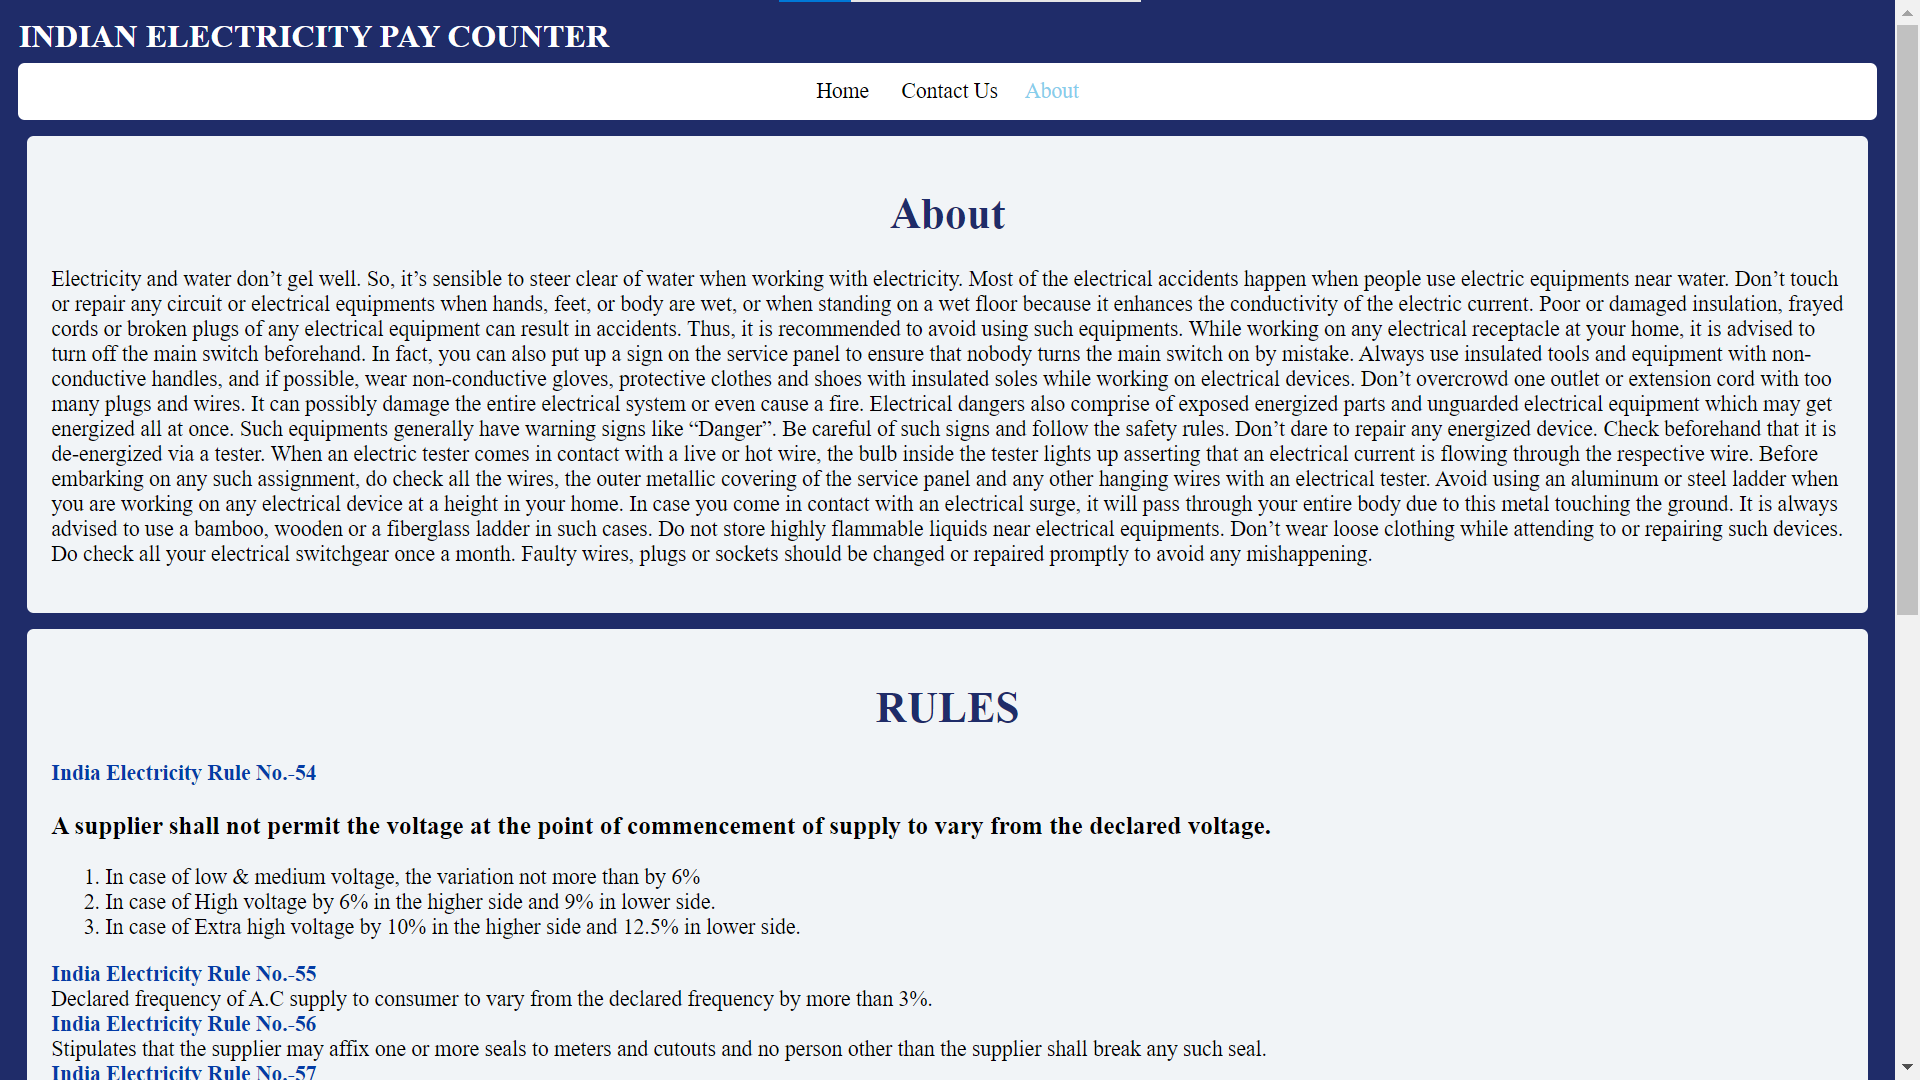 INDIAN ELECTRICITY PAY COUNTER
Home Contact Us About
About
Electricity and water don’t gel well. So, it’s sensible to steer clear of water when working with electricity. Most of the electrical accidents happen when people use electric equipments near water. Don’t touch
or repair any circuit or electrical equipments when hands, feet, or body are wet, or when standing on a wet floor because it enhances the conductivity of the electric current. Poor or damaged insulation, frayed
cords or broken plugs of any electrical equipment can result in accidents. Thus, it is recommended to avoid using such equipments. While working on any electrical receptacle at your home, it is advised to
turn off the main switch beforehand. In fact, you can also put up a sign on the service panel to ensure that nobody turns the main switch on by mistake. Always use insulated tools and equipment with non-
conductive handles, and if possible, wear non-conductive gloves, protective clothes and shoes with insulated soles while working on electrical devices. Don’t overcrowd one outlet or extension cord with too
many plugs and wires. It can possibly damage the entire electrical system or even cause a fire. Electrical dangers also comprise of exposed energized parts and unguarded electrical equipment which may get
energized all at once. Such equipments generally have warning signs like “Danger”. Be careful of such signs and follow the safety rules. Don’t dare to repair any energized device. Check beforehand that it is
de-energized via a tester. When an electric tester comes in contact with a live or hot wire, the bulb inside the tester lights up asserting that an electrical current is flowing through the respective wire. Before
embarking on any such assignment, do check all the wires, the outer metallic covering of the service panel and any other hanging wires with an electrical tester. Avoid using an aluminum or steel ladder when
you are working on any electrical device at a height in your home. In case you come in contact with an electrical surge, it will pass through your entire body due to this metal touching the ground. It is always
advised to use a bamboo, wooden or a fiberglass ladder in such cases. Do not store highly flammable liquids near electrical equipments. Don’t wear loose clothing while attending to or repairing such devices.
Do check all your electrical switchgear once a month. Faulty wires, plugs or sockets should be changed or repaired promptly to avoid any mishappening.
RULES
India Electricity Rule No.-54
A supplier shall not permit the voltage at the point of commencement of supply to vary from the declared voltage.
1. In case of low & medium voltage, the variation not more than by 6%
2. In case of High voltage by 6% in the higher side and 9% in lower side.
3. In case of Extra high voltage by 10% in the higher side and 12.5% in lower side.
India Electricity Rule No.-55
Declared frequency of A.C supply to consumer to vary from the declared frequency by more than 3%.
India Electricity Rule No.-56
Stipulates that the supplier may affix one or more seals to meters and cutouts and no person other than the supplier shall break any such seal.
India Electricity Rule No.-57